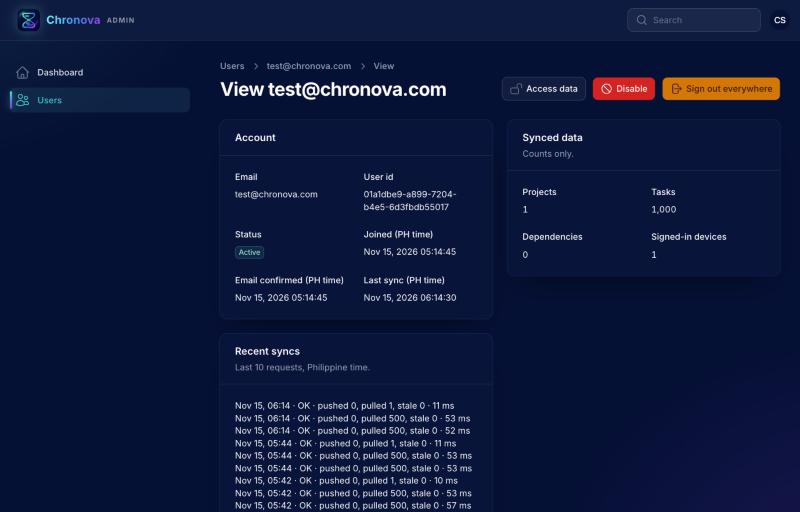 Chronova ADMIN
Search
CS
Dashboard
Users
Users > test@chronova.com > View
View test@chronova.com
Access data
Disable
Sign out everywhere
Account
Email
test@chronova.com
User id
01a1dbe9-a899-7204-
b4e5-6d3fbdb55017
Status
Active
Joined (PH time)
Nov 15, 2026 05:14:45
Email confirmed (PH time)
Nov 15, 2026 05:14:45
Last sync (PH time)
Nov 15, 2026 06:14:30
Synced data
Counts only.
Projects
1
Tasks
1,000
Dependencies
0
Signed-in devices
1
Recent syncs
Last 10 requests, Philippine time.
Nov 15, 06:14 · OK · pushed 0, pulled 1, stale 0 · 11 ms
Nov 15, 06:14 · OK · pushed 0, pulled 500, stale 0 · 53 ms
Nov 15, 06:14 · OK · pushed 0, pulled 500, stale 0 · 52 ms
Nov 15, 05:44 · OK · pushed 0, pulled 1, stale 0 · 11 ms
Nov 15, 05:44 · OK · pushed 0, pulled 500, stale 0 · 53 ms
Nov 15, 05:44 · OK · pushed 0, pulled 500, stale 0 · 53 ms
Nov 15, 05:42 · OK · pushed 0, pulled 1, stale 0 · 10 ms
Nov 15, 05:42 · OK · pushed 0, pulled 500, stale 0 · 53 ms
Nov 15, 05:42 · OK · pushed 0, pulled 500, stale 0 · 57 ms